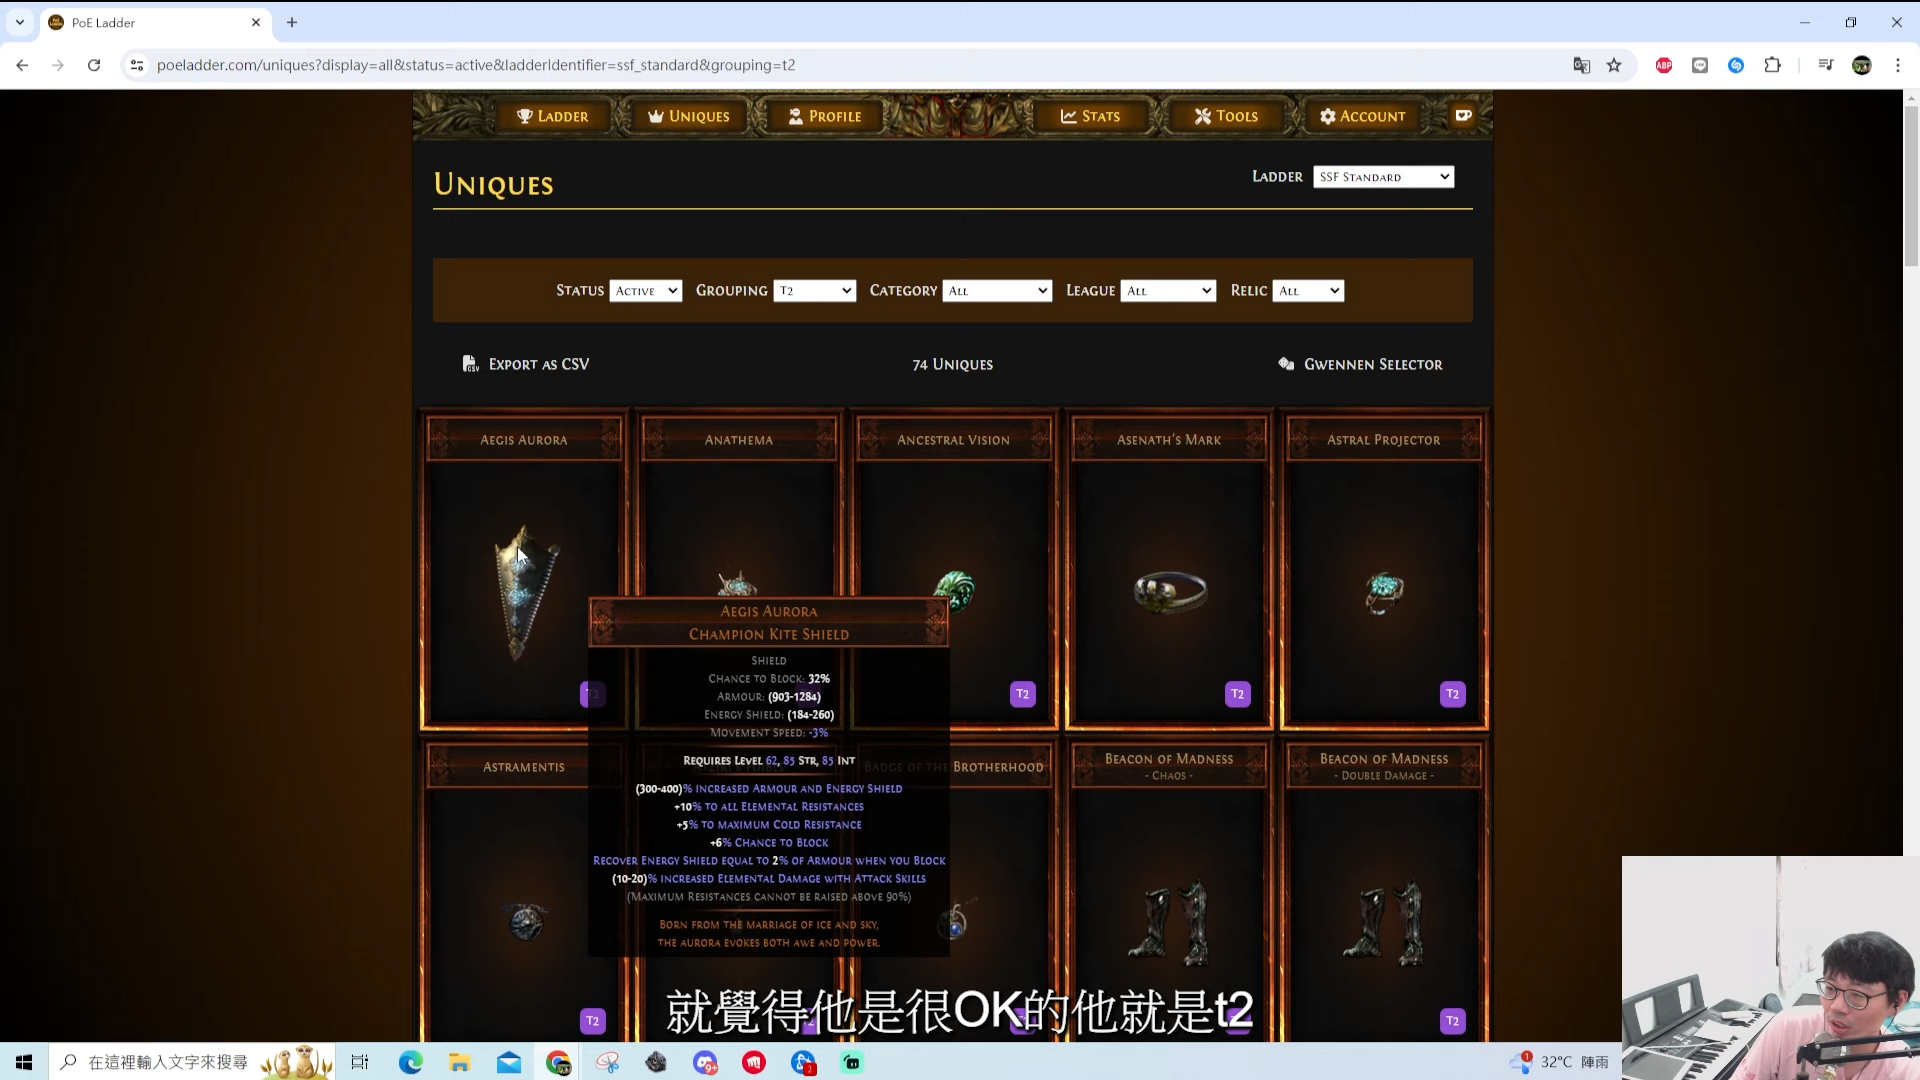 PoE Ladder
poeladder.com/uniques?display=all&status=active&ladderIdentifier=ssf_standard&grouping=t2
ABP
Ladder
Uniques
Profile
Stats
Tools
Account
Uniques
Ladder SSF Standard
Status Active Grouping T2 Category All League All Relic All
Export as CSV
74 Uniques
Gwennen Selector
Aegis Aurora
Anathema
Ancestral Vision
Asenath's Mark
Astral Projector
T2
T2
T2
T2
Aegis Aurora
Champion Kite Shield
Shield
Chance to Block: 32%
Armour: (903-1284)
Energy Shield: (184-260)
Movement Speed: -3%
Requires Level 62, 85 Str, 85 Int
(300-400)% increased Armour and Energy Shield
+10% to all Elemental Resistances
+5% to maximum Cold Resistance
+6% Chance to Block
Recover Energy Shield equal to 2% of Armour when you Block
(10-20)% increased Elemental Damage with Attack Skills
(Maximum Resistances cannot be raised above 90%)
Born from the marriage of ice and sky,
the aurora evokes both awe and power.
Astramentis
Badge of the Brotherhood
Beacon of Madness
- Chaos -
Beacon of Madness
- Double Damage -
T2
T2
就覺得他是很OK的他就是t2
在這裡輸入文字來搜尋
9+
2
1
32°C 陣雨